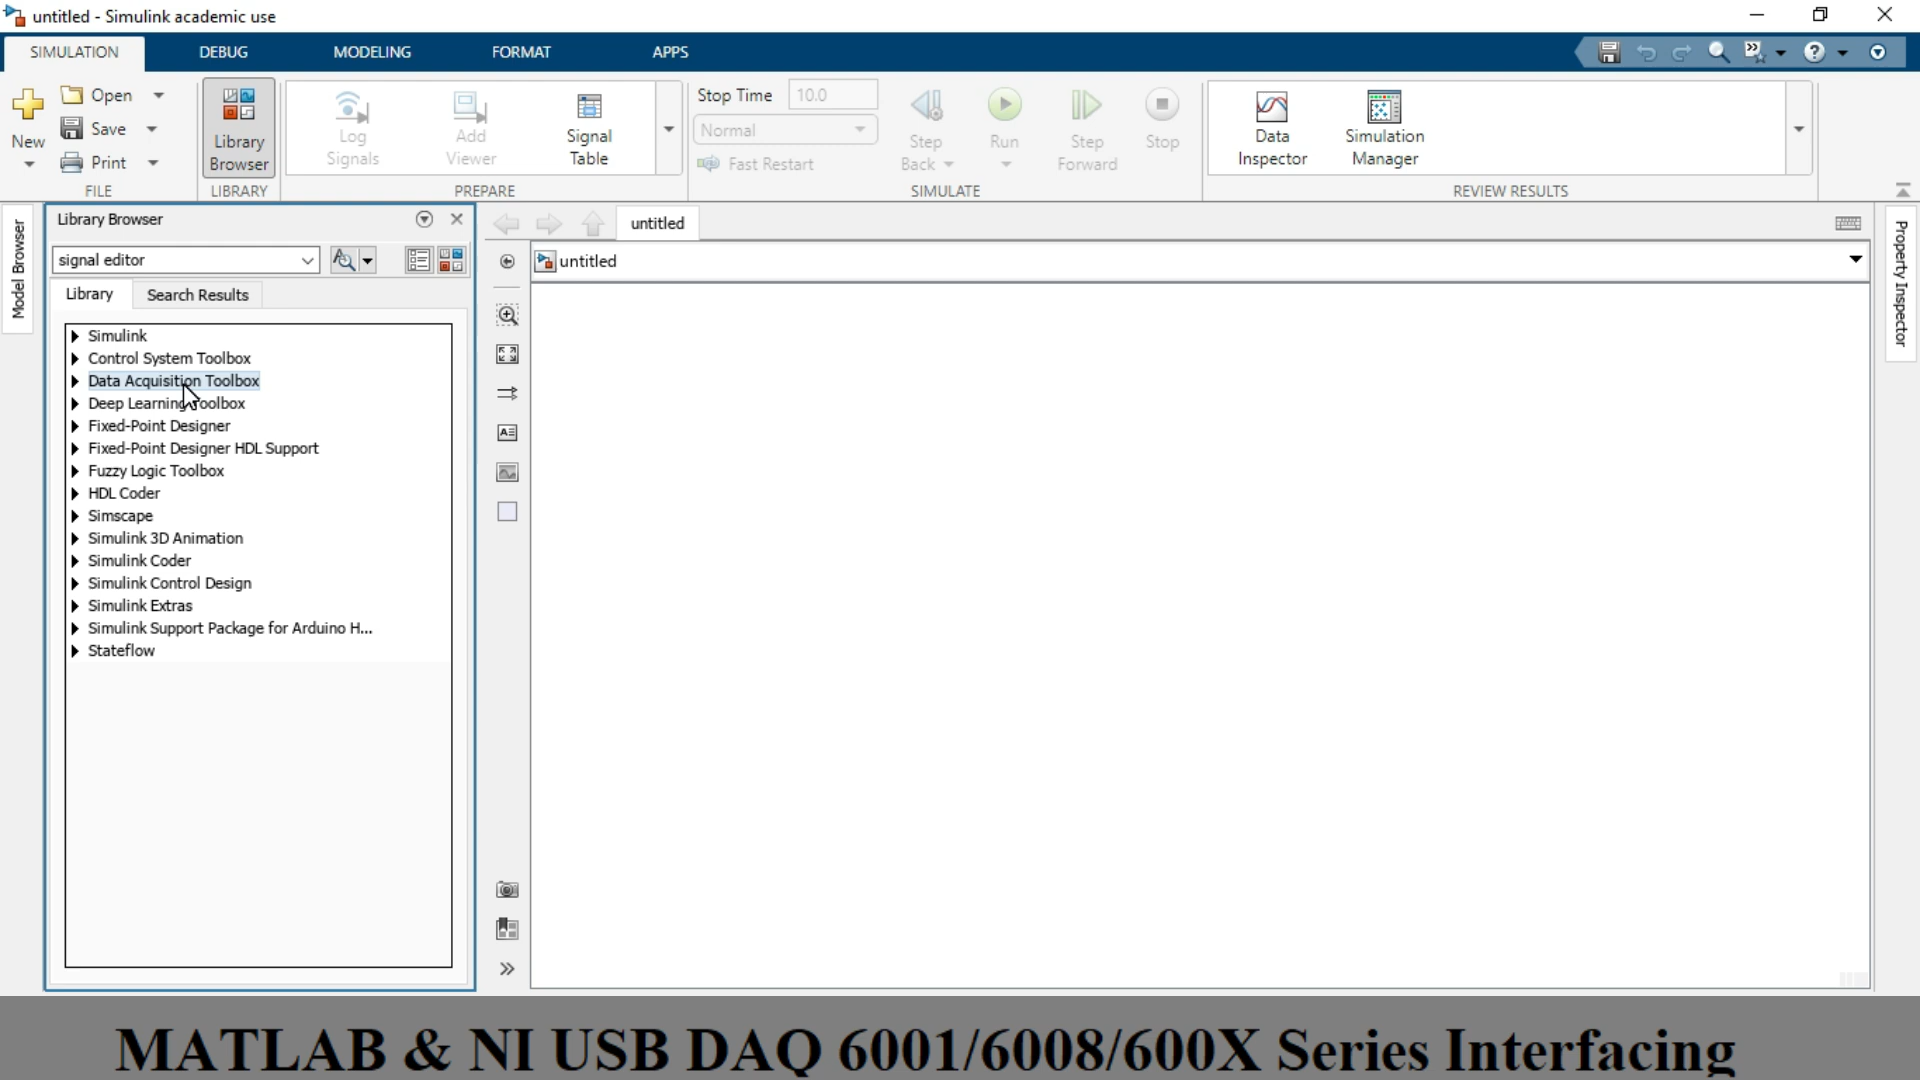 untitled - Simulink academic use
SIMULATION DEBUG MODELING FORMAT APPS
New
Open
Save
Print
FILE
Library
Browser
LIBRARY
Log
Signals
Add
Viewer
Signal
Table
PREPARE
Stop Time 10.0
Normal
Fast Restart
Step
Back
Run
Step
Forward
Stop
SIMULATE
Data
Inspector
Simulation
Manager
REVIEW RESULTS
Model Browser
Library Browser
signal editor
Library Search Results
Simulink
Control System Toolbox
Data Acquisition Toolbox
Deep Learning Toolbox
Fixed-Point Designer
Fixed-Point Designer HDL Support
Fuzzy Logic Toolbox
HDL Coder
Simscape
Simulink 3D Animation
Simulink Coder
Simulink Control Design
Simulink Extras
Simulink Support Package for Arduino H...
Stateflow
untitled
untitled
Property Inspector
MATLAB & NI USB DAQ 6001/6008/600X Series Interfacing